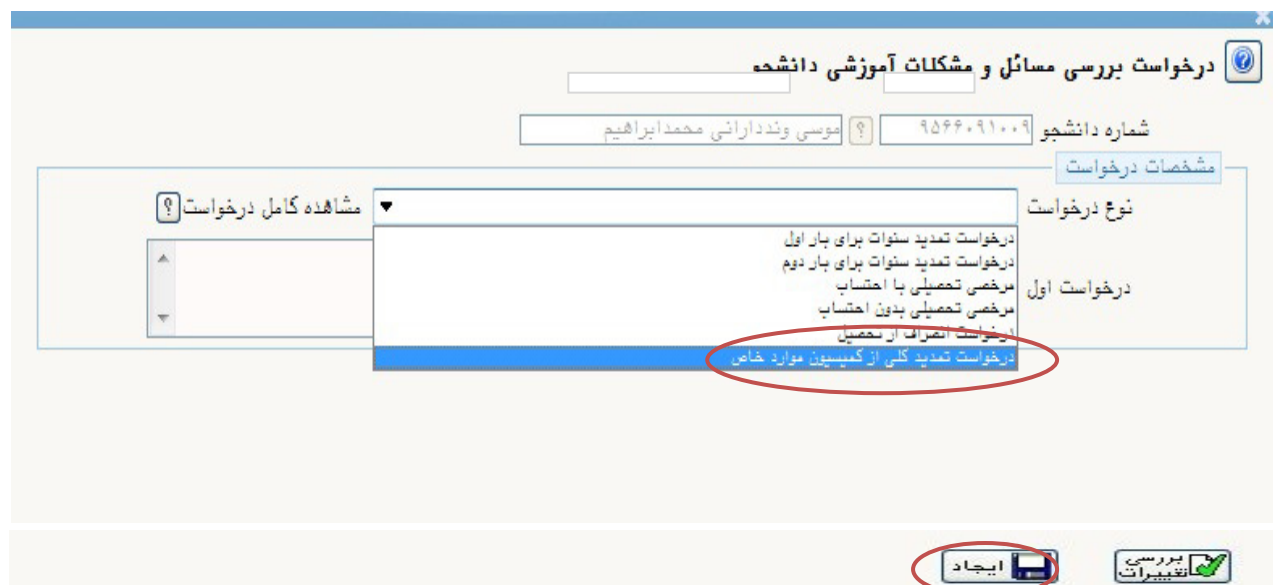 درخواست بررسی مسائل و مشکلات آموزشی دانشجو
شماره دانشجو ۹۵۶۶۰۹۱۰۰۹ ؟ موسی ونددارانی محمدابراهیم
مشخصات درخواست
نوع درخواست مشاهده کامل درخواست ؟
درخواست تمدید سنوات برای بار اول
درخواست تمدید سنوات برای بار دوم
درخواست اول
مرخصی تحصیلی با احتساب
مرخصی تحصیلی بدون احتساب
درخواست انصراف از تحصیل
درخواست تمدید کلی از کمیسیون موارد خاص
بررسی تغییرات ایجاد